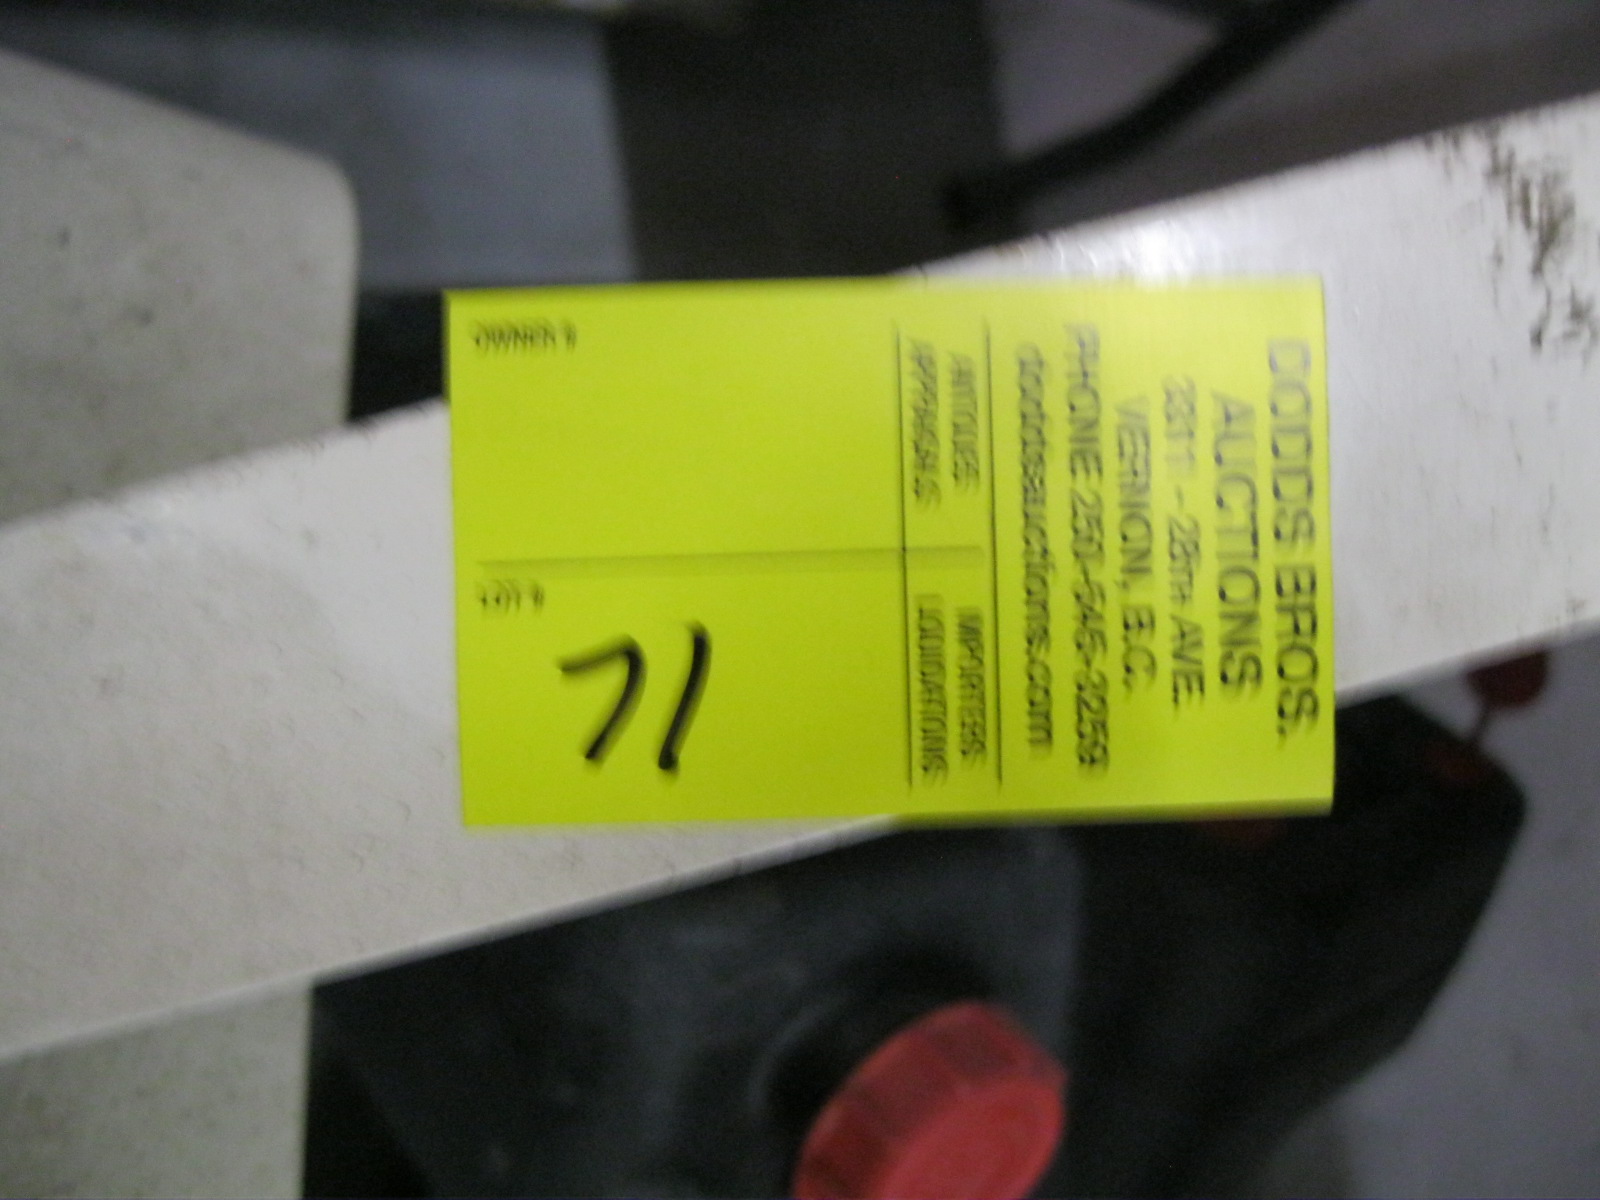 DODDS BROS.
AUCTIONS
3311 - 28TH AVE.
VERNON, B.C.
PHONE 250-545-3259
doddsauctions.com
ANTIQUES IMPORTERS
APPRAISALS LIQUIDATIONS
OWNER #
LOT #
71